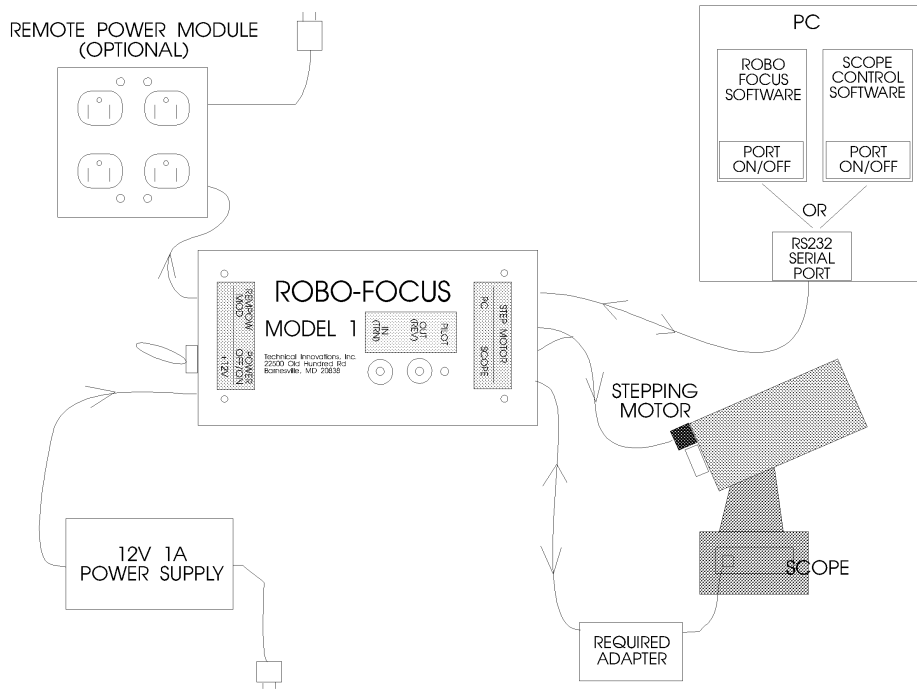 REMOTE POWER MODULE
(OPTIONAL)
PC
ROBO
FOCUS
SOFTWARE
SCOPE
CONTROL
SOFTWARE
PORT
ON/OFF
PORT
ON/OFF
OR
RS232
SERIAL
PORT
ROBO-FOCUS
MODEL 1
Technical Innovations, Inc.
22500 Old Hundred Rd
Barnesville, MD 20838
REMPOW
MOD
POWER
OFF/ON
+12V
IN
(TRN)
OUT
(REV)
PILOT
STEP MOTOR
PC
SCOPE
STEPPING
MOTOR
12V 1A
POWER SUPPLY
SCOPE
REQUIRED
ADAPTER